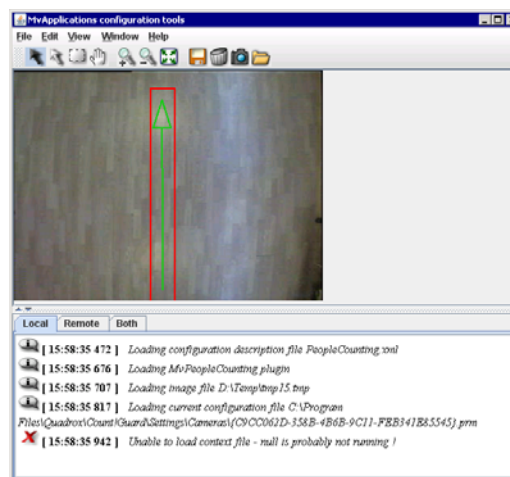 MvApplications configuration tools
File Edit View Window Help
Local Remote Both
[ 15:58:35 472 ] Loading configuration description file PeopleCounting.xml
[ 15:58:35 676 ] Loading MvPeopleCounting plugin
[ 15:58:35 707 ] Loading image file D:\Temp\tmp15.tmp
[ 15:58:35 817 ] Loading current configuration file C:\Program
Files\Quadrox\Count1Guard\Settings\Cameras\{C9CC062D-358B-4B6B-9C11-FEB341E85545}.prm
[ 15:58:35 942 ] Unable to load context file - null is probably not running !